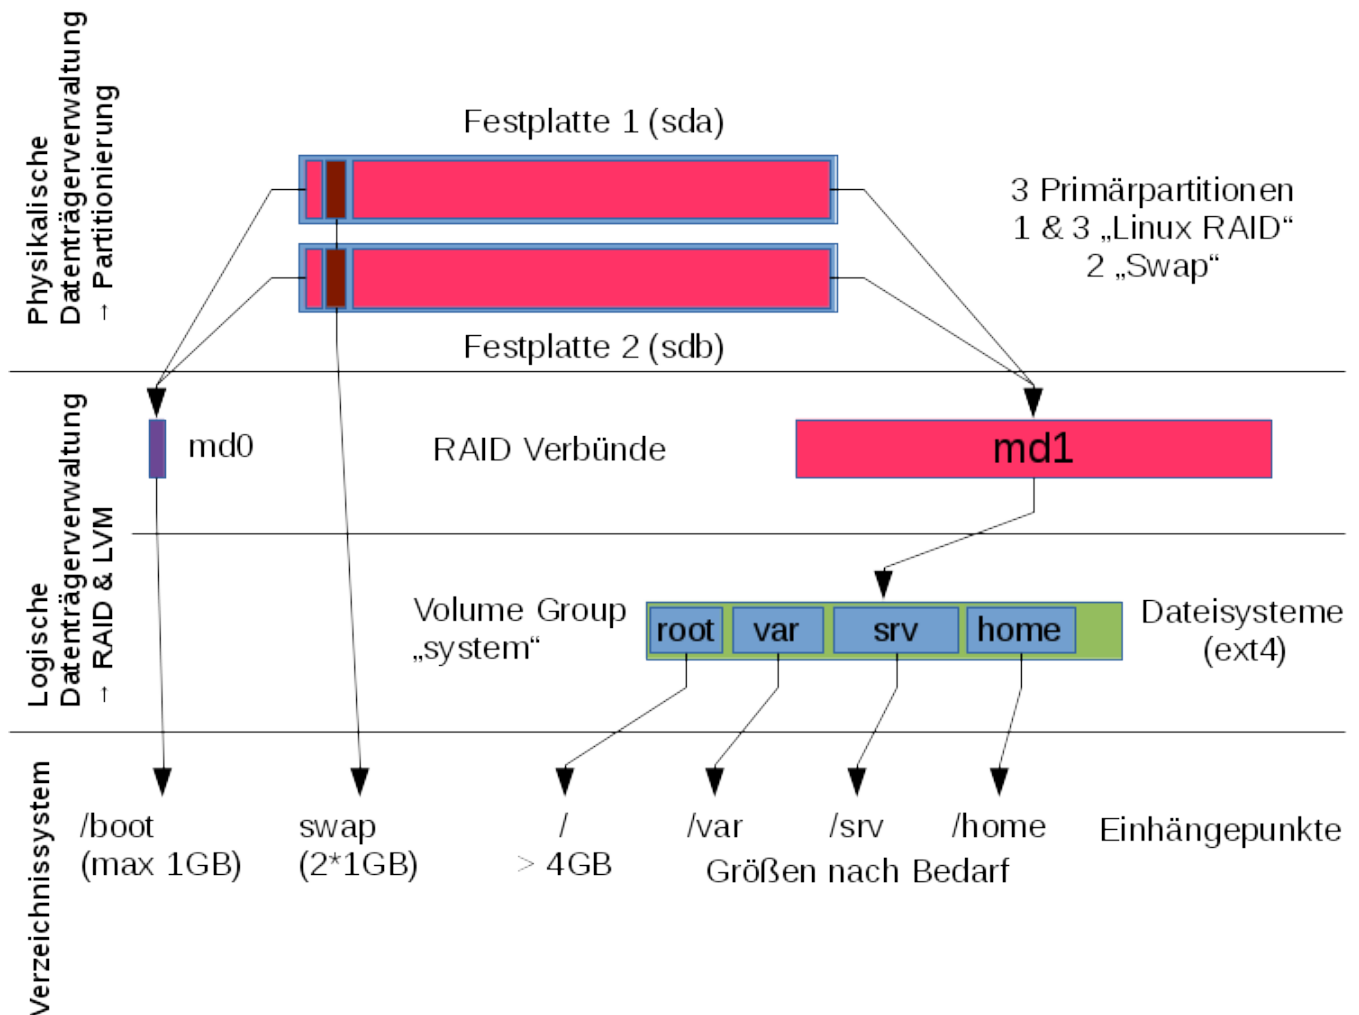 Physikalische
Datenträgerverwaltung
→ Partitionierung
Festplatte 1 (sda)
3 Primärpartitionen
1 & 3 „Linux RAID“
2 „Swap“
Festplatte 2 (sdb)
Logische
Datenträgerverwaltung
→ RAID & LVM
md0
RAID Verbünde
md1
Volume Group
„system“
root
var
srv
home
Dateisysteme
(ext4)
Verzeichnissystem
/boot
(max 1GB)
swap
(2*1GB)
/
> 4GB
/var
/srv
/home
Größen nach Bedarf
Einhängepunkte